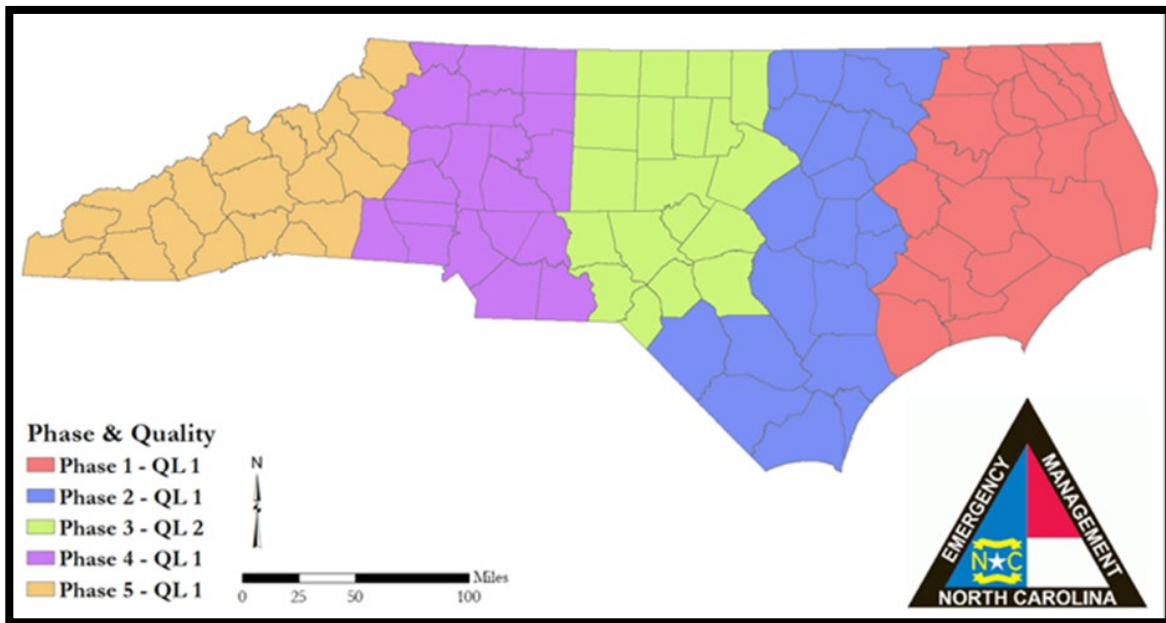 Phase & Quality
Phase 1 - QL 1
Phase 2 - QL 1
Phase 3 - QL 2
Phase 4 - QL 1
Phase 5 - QL 1
N
Miles
0 25 50 100
EMERGENCY
MANAGEMENT
N C
NORTH CAROLINA